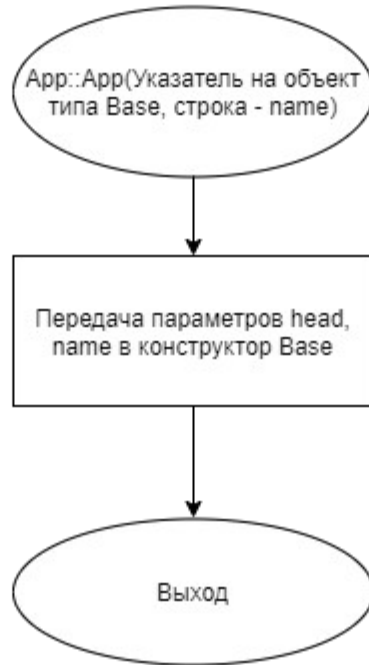 App::App(Указатель на объект
типа Base, строка - name)
Передача параметров head,
name в конструктор Base
Выход